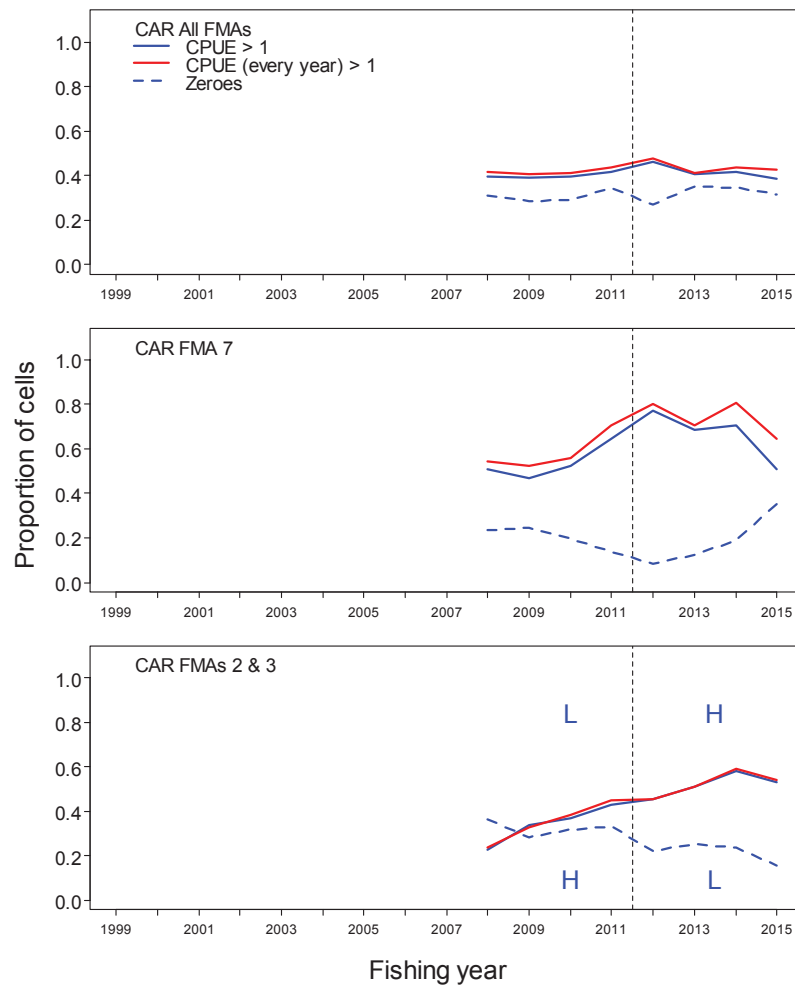 CAR All FMAs
CPUE > 1
CPUE (every year) > 1
Zeroes
1.0
0.8
0.6
0.4
0.2
0.0
1999 2001 2003 2005 2007 2009 2011 2013 2015
CAR FMA 7
1.0
0.8
0.6
0.4
0.2
0.0
1999 2001 2003 2005 2007 2009 2011 2013 2015
Proportion of cells
CAR FMAs 2 & 3
1.0
0.8
0.6
0.4
0.2
0.0
L H
H L
1999 2001 2003 2005 2007 2009 2011 2013 2015
Fishing year